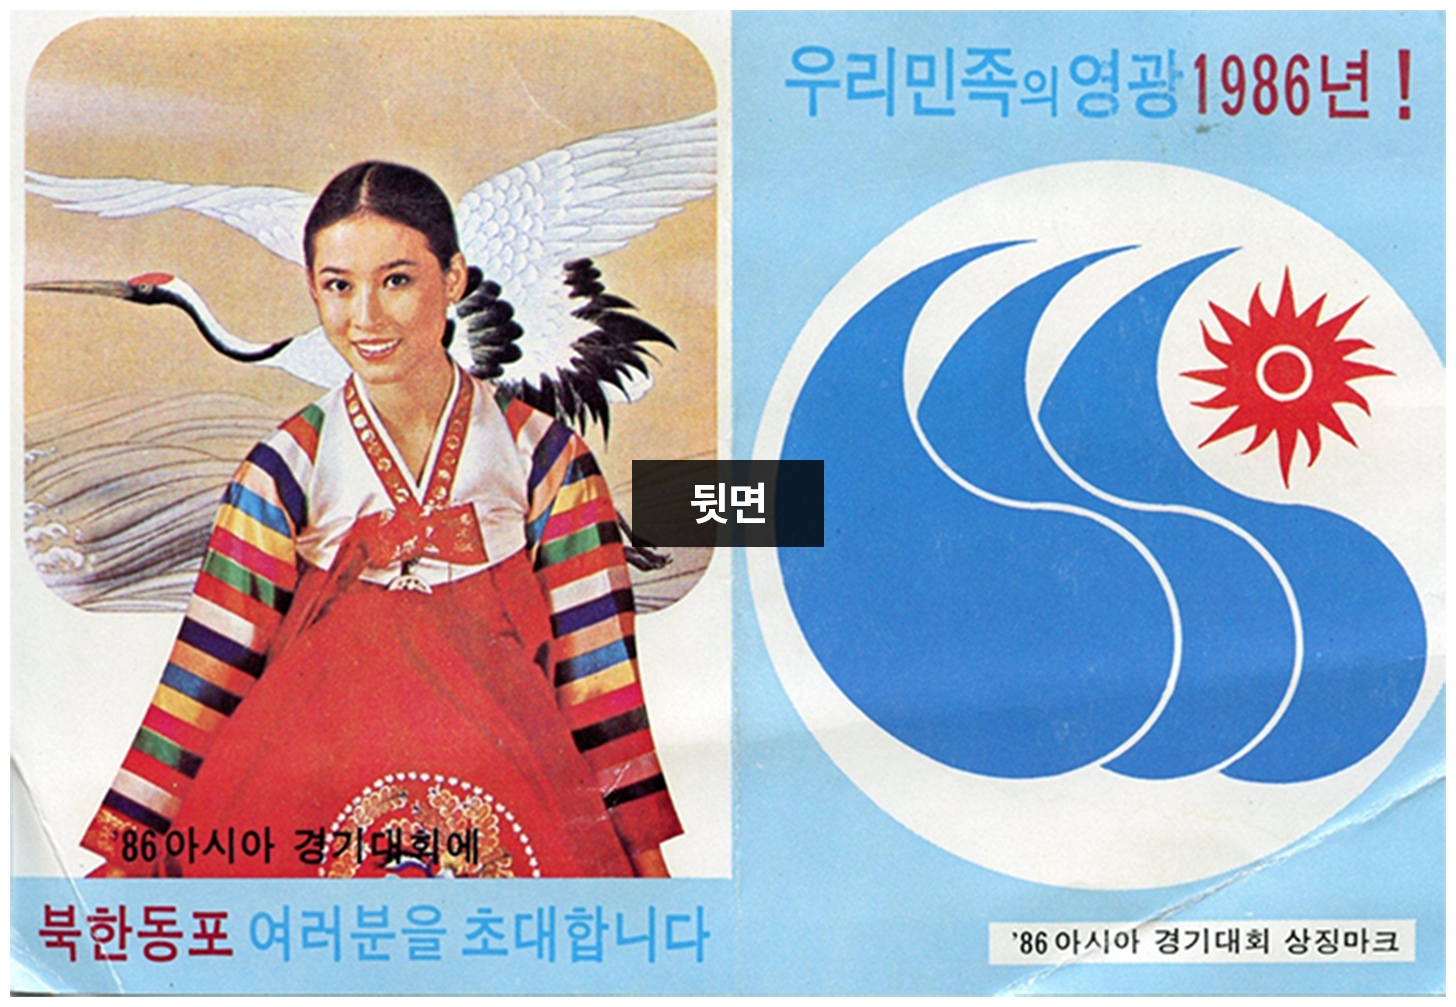 '86 아시아 경기대회에
북한동포 여러분을 초대합니다
뒷면
우리민족의 영광 1986년!
'86 아시아 경기대회 상징마크